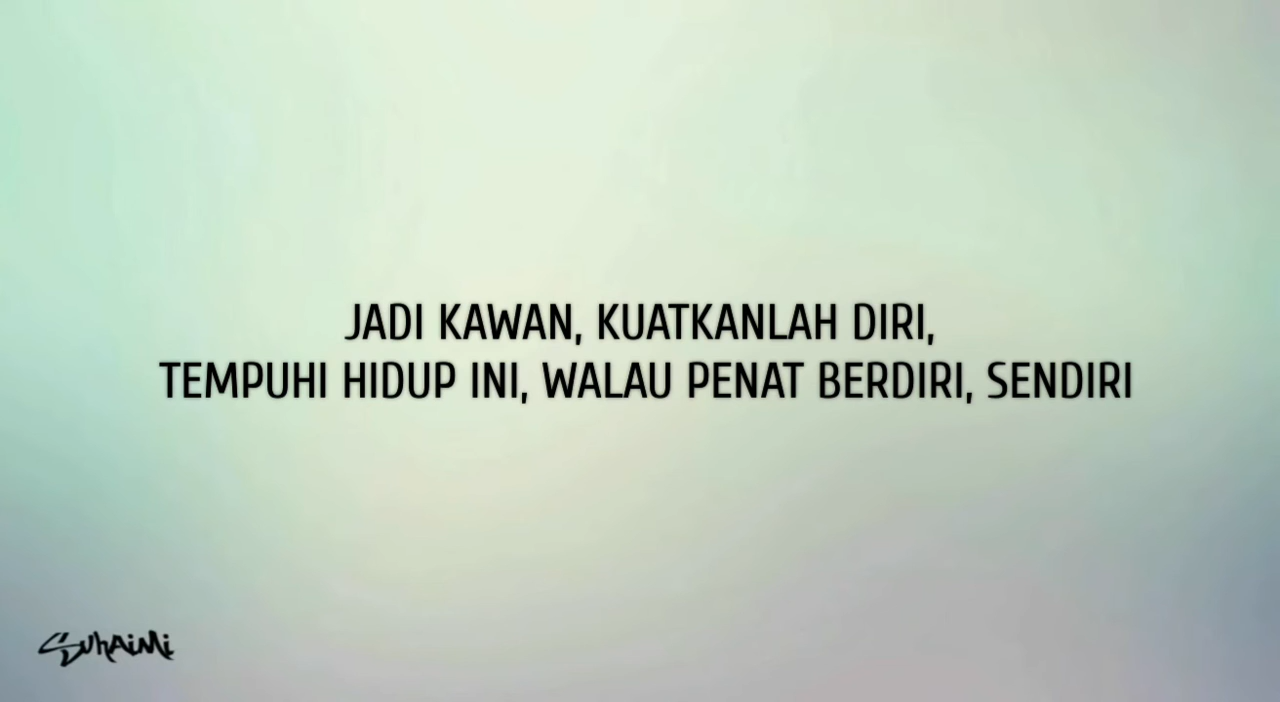 JADI KAWAN, KUATKANLAH DIRI,
TEMPUHI HIDUP INI, WALAU PENAT BERDIRI, SENDIRI
SUhAiMi